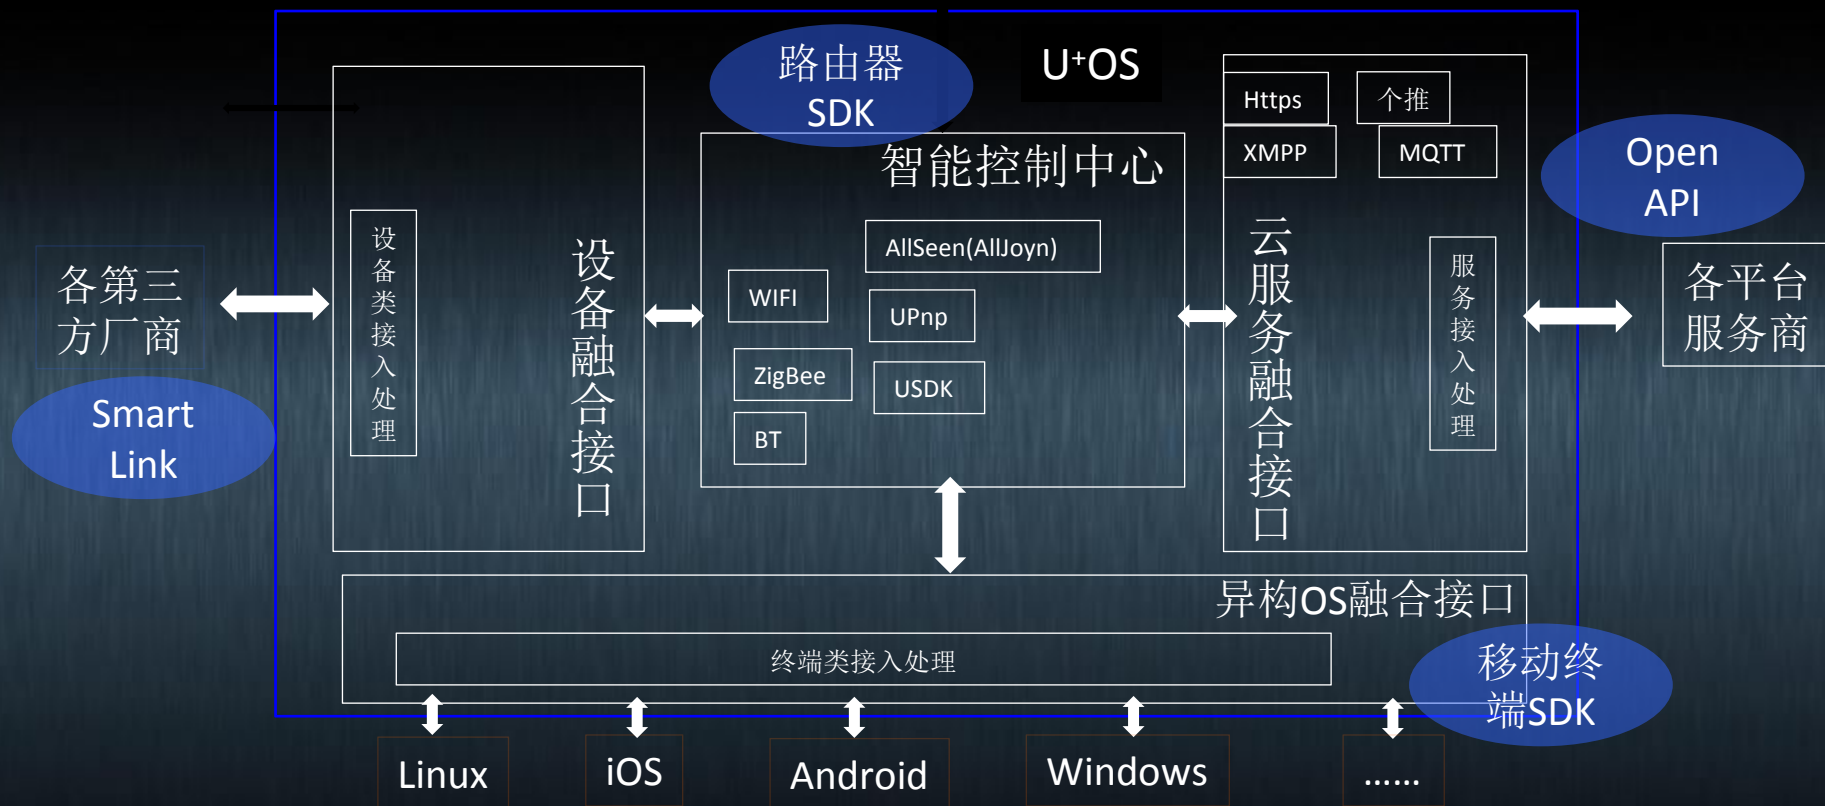 路由器
SDK
U⁺OS
Https
个推
XMPP
MQTT
Open
API
智能控制中心
设备类接入处理
设备融合接口
AllSeen(AllJoyn)
WIFI
UPnp
ZigBee
USDK
BT
云服务融合接口
服务接入处理
各第三
方厂商
各平台
服务商
Smart
Link
异构OS融合接口
终端类接入处理
移动终
端SDK
Linux
iOS
Android
Windows
……